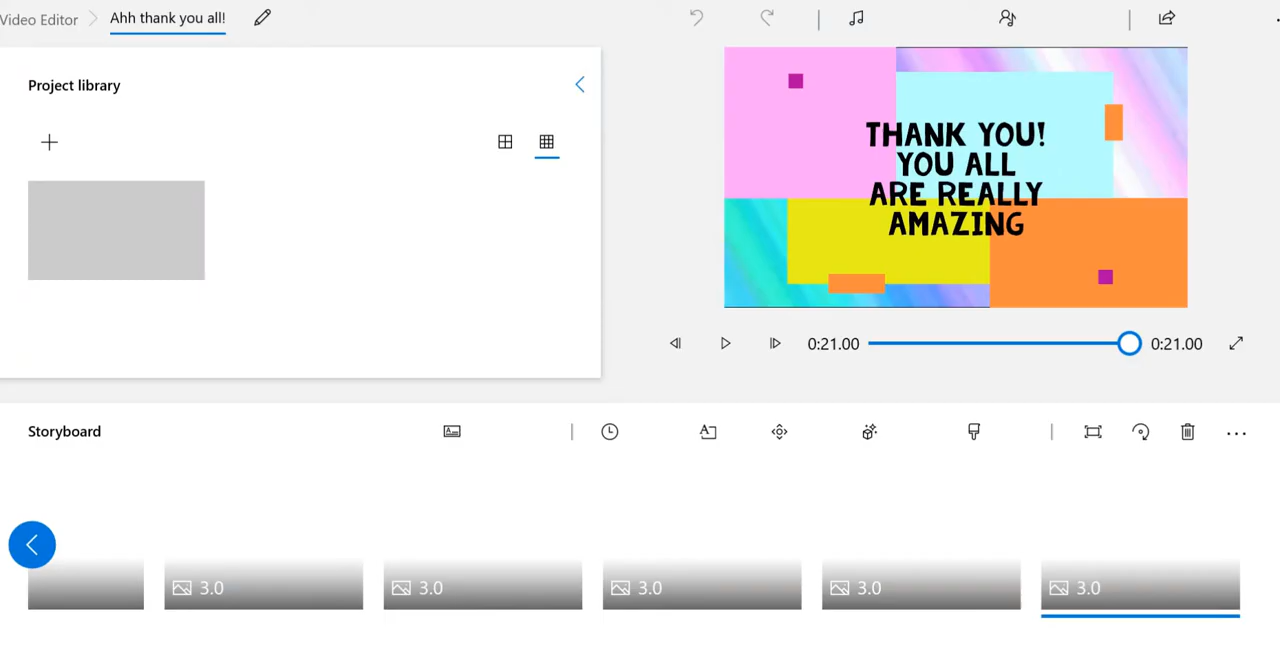 Video Editor
Ahh thank you all!
Project library
THANK YOU!
YOU ALL
ARE REALLY
AMAZING
0:21.00
0:21.00
Storyboard
3.0
3.0
3.0
3.0
3.0